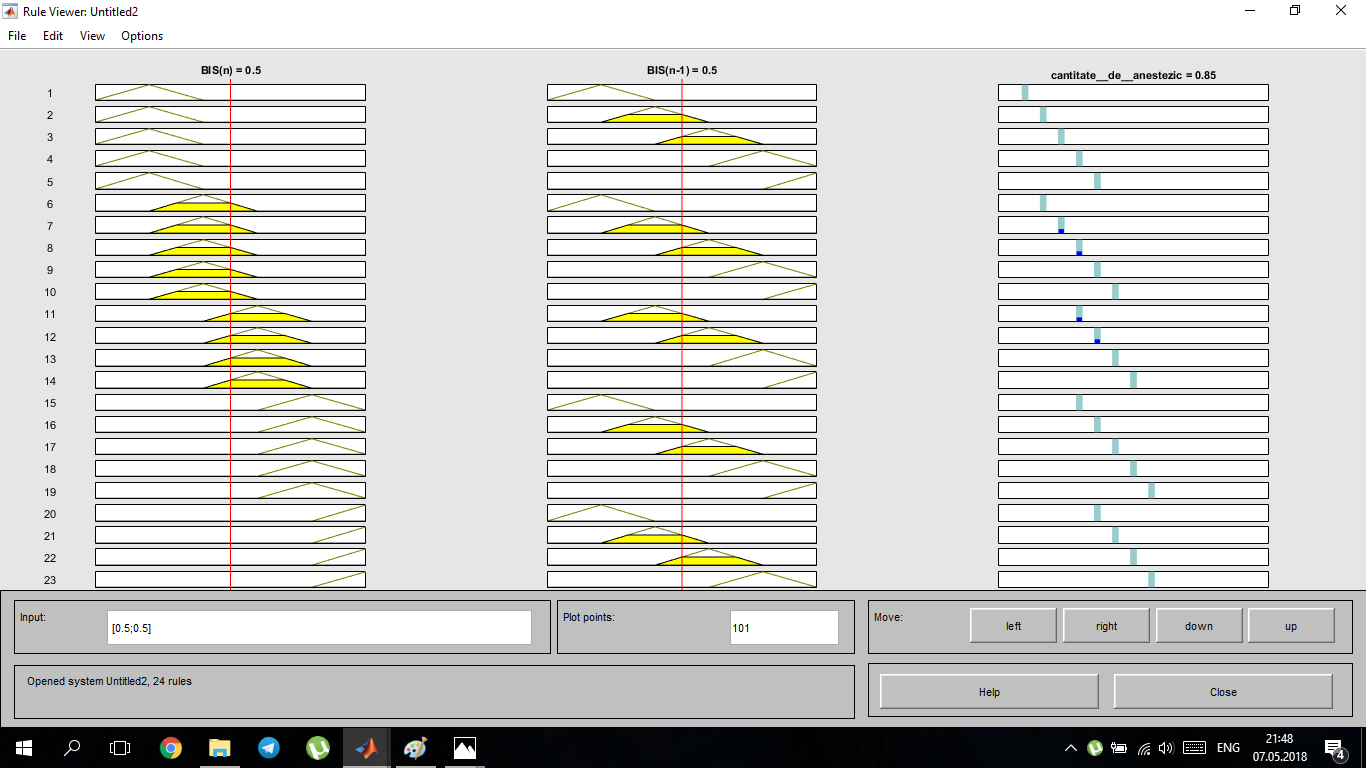 Rule Viewer: Untitled2
File Edit View Options
BIS(n) = 0.5
BIS(n-1) = 0.5
cantitate__de__anestezic = 0.85
1
2
3
4
5
6
7
8
9
10
11
12
13
14
15
16
17
18
19
20
21
22
23
Input:
[0.5;0.5]
Plot points:
101
Move:
left
right
down
up
Opened system Untitled2, 24 rules
Help
Close
ENG
21:48
07.05.2018
4